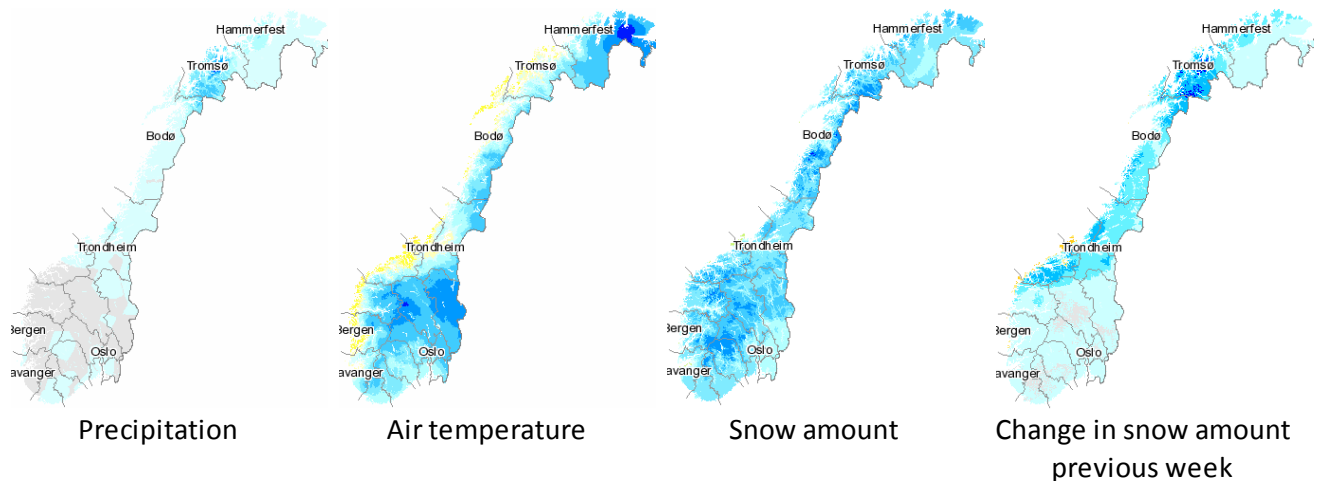 Hammerfest
Tromsø
Bodø
Trondheim
Bergen
Oslo
avanger
Precipitation
Hammerfest
Tromsø
Bodø
Trondheim
Bergen
Oslo
avanger
Air temperature
Hammerfest
Tromsø
Bodø
Trondheim
Bergen
Oslo
avanger
Snow amount
Hammerfest
Tromsø
Bodø
Trondheim
Bergen
Oslo
avanger
Change in snow amount
previous week